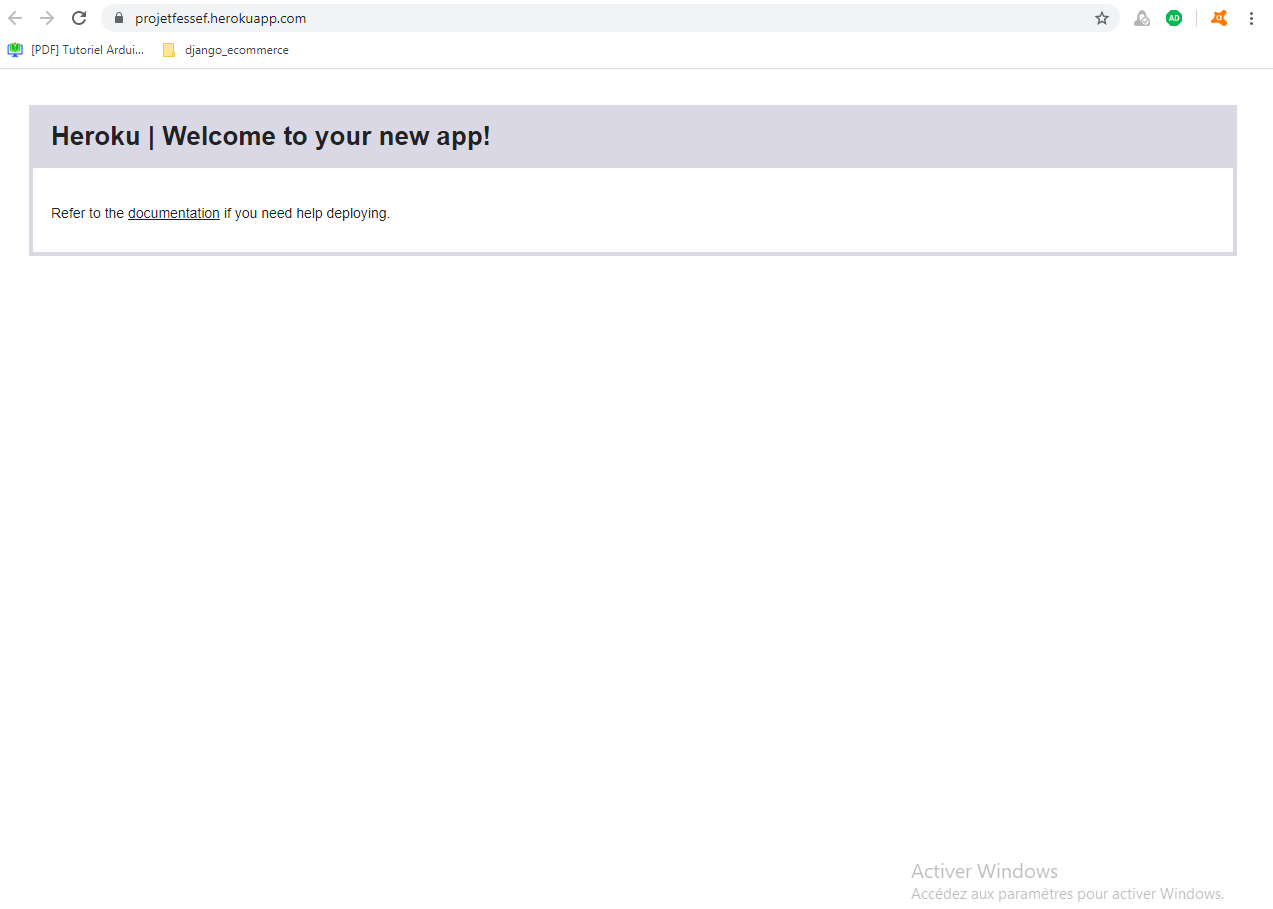 projetfessef.herokuapp.com
AD
[PDF] Tutoriel Ardui...
django_ecommerce
Heroku | Welcome to your new app!
Refer to the documentation if you need help deploying.
Activer Windows
Accédez aux paramètres pour activer Windows.